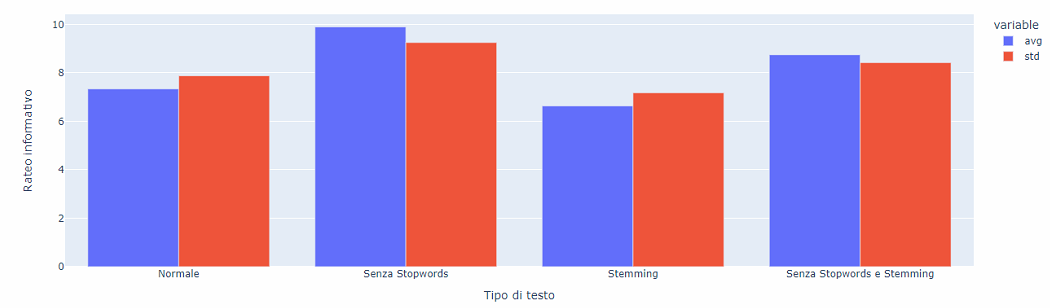 variable
avg
std
Rateo informativo
10
8
6
4
2
0
Normale
Senza Stopwords
Stemming
Senza Stopwords e Stemming
Tipo di testo